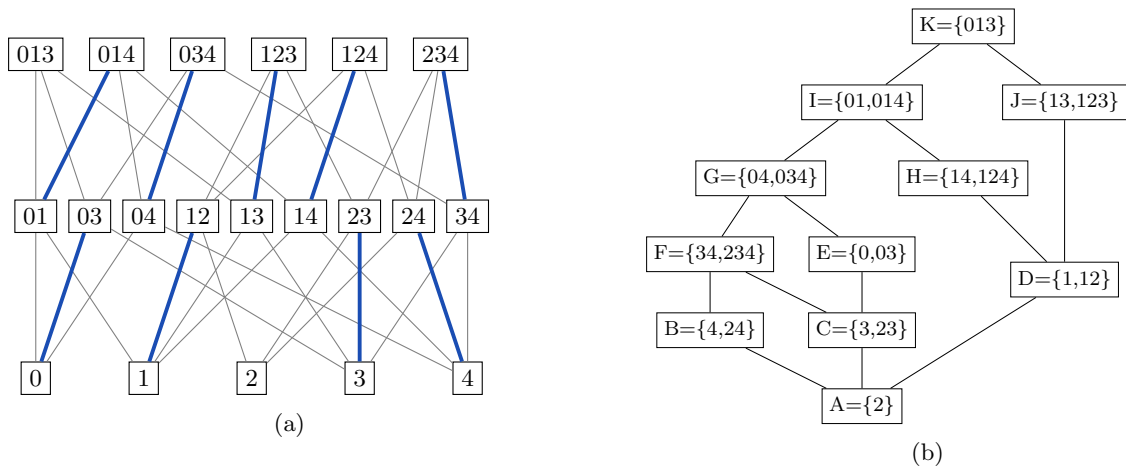 013 014 034 123 124 234
01 03 04 12 13 14 23 24 34
0 1 2 3 4
(a)
K={013}
I={01,014} J={13,123}
G={04,034} H={14,124}
F={34,234} E={0,03}
D={1,12}
B={4,24} C={3,23}
A={2}
(b)